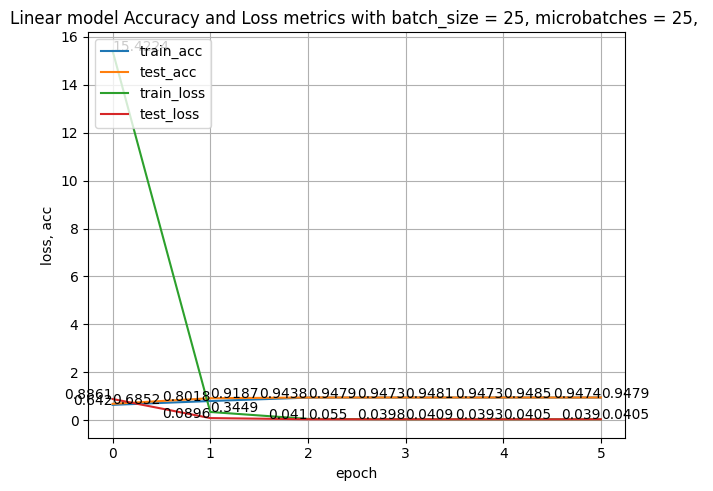 Linear model Accuracy and Loss metrics with batch_size = 25, microbatches = 25,
16
15.4224
train_acc
test_acc
train_loss
test_loss
14
12
10
8
6
4
2
0
loss, acc
0.8861 0.8018 0.9187 0.9438 0.9479 0.9473 0.9481 0.9473 0.9485 0.9474 0.9479
0.642 0.6852 0.3449
0.0896 0.041 0.055 0.0398 0.0409 0.0393 0.0405 0.039 0.0405
0 1 2 3 4 5
epoch